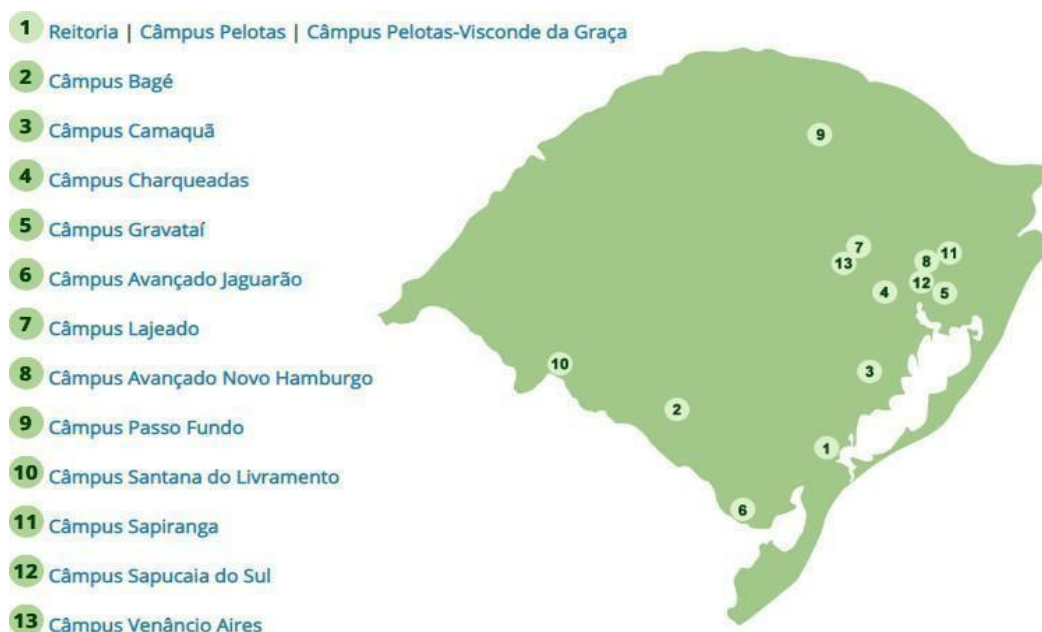 1 Reitoria | Câmpus Pelotas | Câmpus Pelotas-Visconde da Graça
2 Câmpus Bagé
3 Câmpus Camaquã
4 Câmpus Charqueadas
5 Câmpus Gravataí
6 Câmpus Avançado Jaguarão
7 Câmpus Lajeado
8 Câmpus Avançado Novo Hamburgo
9 Câmpus Passo Fundo
10 Câmpus Santana do Livramento
11 Câmpus Sapiranga
12 Câmpus Sapucaia do Sul
13 Câmpus Venâncio Aires
9
7
11
8
13
12
4
5
10
3
2
1
6